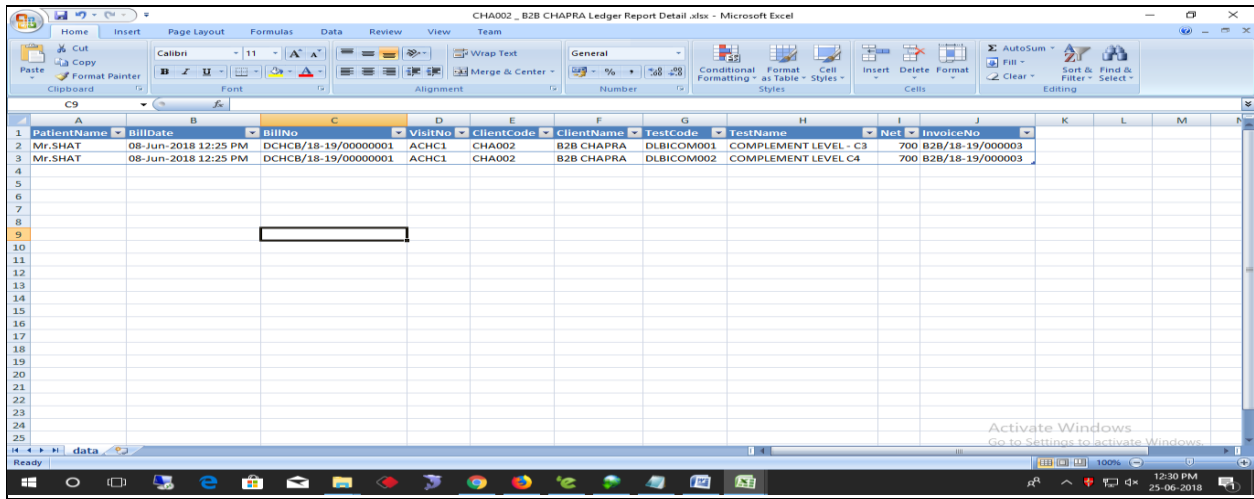 CHA002 _ B2B CHAPRA Ledger Report Detail .xlsx - Microsoft Excel
Home Insert Page Layout Formulas Data Review View Team
Paste Cut Copy Format Painter Clipboard
Calibri 11 A A B I U A Font
Wrap Text Merge & Center Alignment
General % , .0 .00 .00 .0 Number
Conditional Formatting Format as Table Cell Styles Styles
Insert Delete Format Cells
Σ AutoSum Fill Clear Sort & Filter Find & Select Editing
C9 fx
A B C D E F G H I J K L M N
1 PatientName BillDate BillNo VisitNo ClientCode ClientName TestCode TestName Net InvoiceNo
2 Mr.SHAT 08-Jun-2018 12:25 PM DCHCB/18-19/00000001 ACHC1 CHA002 B2B CHAPRA DLBICOM001 COMPLEMENT LEVEL - C3 700 B2B/18-19/000003
3 Mr.SHAT 08-Jun-2018 12:25 PM DCHCB/18-19/00000001 ACHC1 CHA002 B2B CHAPRA DLBICOM002 COMPLEMENT LEVEL C4 700 B2B/18-19/000003
4
5
6
7
8
9
10
11
12
13
14
15
16
17
18
19
20
21
22
23
24
25
Activate Windows
Go to Settings to activate Windows.
data
Ready 100%
12:30 PM
25-06-2018